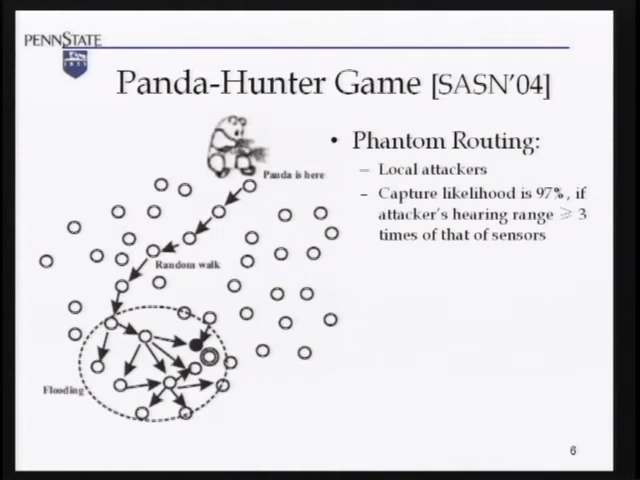 PENNSTATE
1855
Panda-Hunter Game [SASN'04]
• Phantom Routing:
– Local attackers
– Capture likelihood is 97%, if
attacker's hearing range ⩾ 3
times of that of sensors
Panda is here
Random walk
Flooding
6